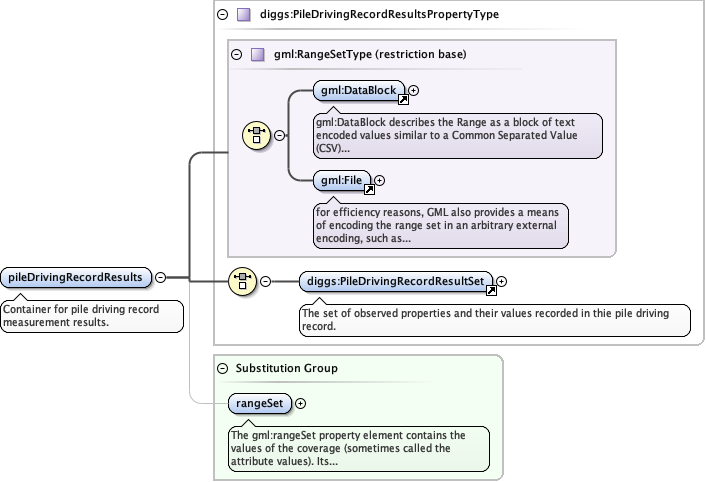 diggs:PileDrivingRecordResultsPropertyType
gml:RangeSetType (restriction base)
gml:DataBlock
gml:DataBlock describes the Range as a block of text
encoded values similar to a Common Separated Value
(CSV)...
gml:File
for efficiency reasons, GML also provides a means
of encoding the range set in an arbitrary external
encoding, such as...
pileDrivingRecordResults
Container for pile driving record
measurement results.
diggs:PileDrivingRecordResultSet
The set of observed properties and their values recorded in thie pile driving
record.
Substitution Group
rangeSet
The gml:rangeSet property element contains the
values of the coverage (sometimes called the
attribute values). Its...